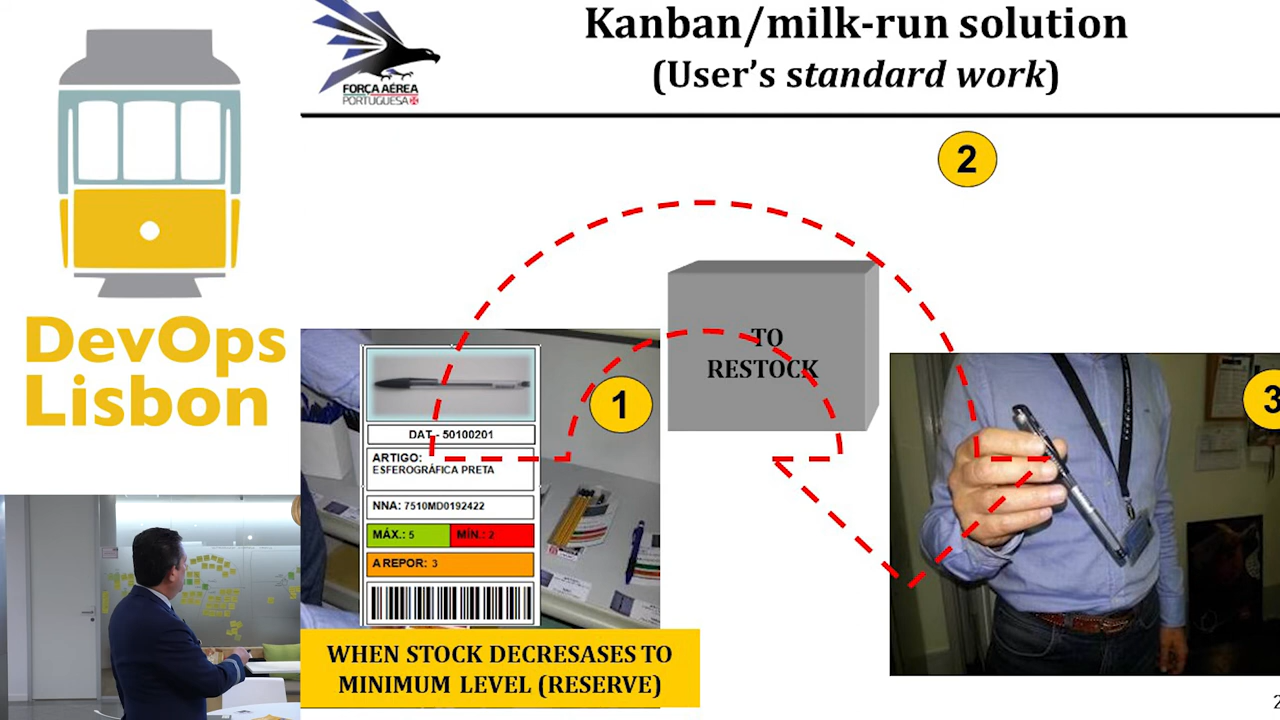 Kanban/milk-run solution
(User's standard work)
FORÇA AÉREA
PORTUGUESA
DevOps
Lisbon
2
TO
RESTOCK
1
3
DAT - 50100201
ARTIGO:
ESFEROGRÁFICA PRETA
NNA: 7510MD0192422
MÁX.: 5 MÍN.: 2
A REPOR: 3
WHEN STOCK DECRESASES TO
MINIMUM LEVEL (RESERVE)
2